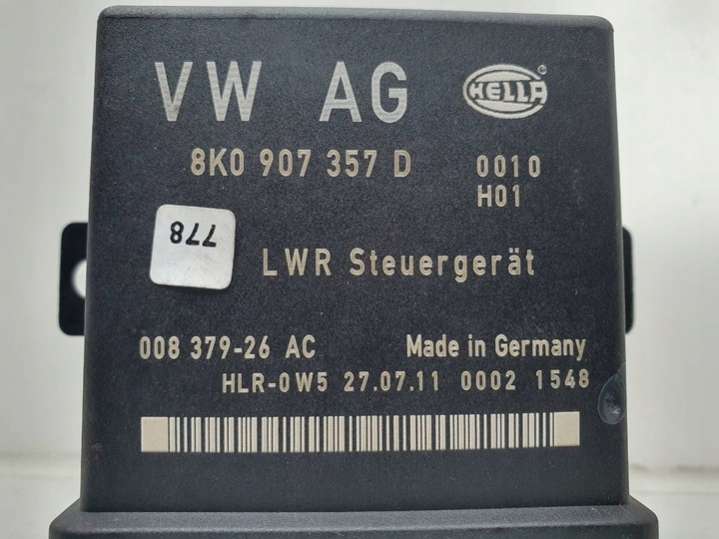 VW AG HELLA
8K0 907 357 D 0010
H01
778
LWR Steuergerät
008 379-26 AC Made in Germany
HLR-0W5 27.07.11 0002 1548